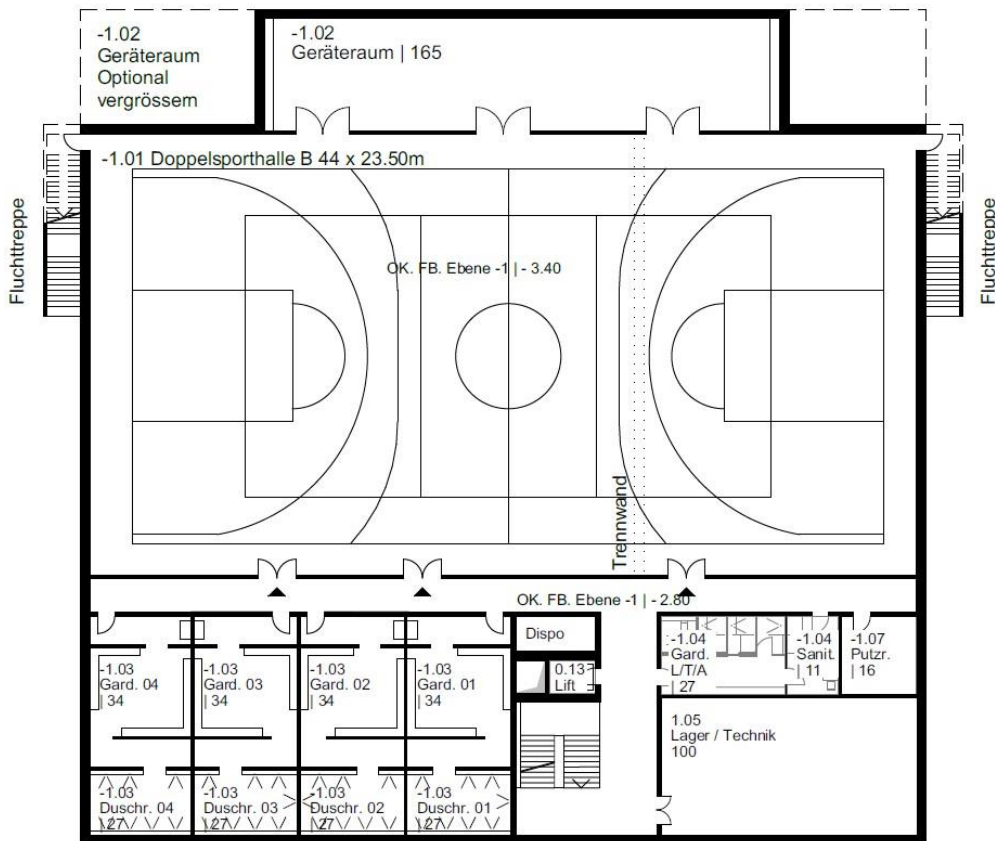 -1.02
Geräteraum
Optional
vergrössern
-1.02
Geräteraum | 165
-1.01 Doppelsporthalle B 44 x 23.50m
Fluchttreppe
Fluchttreppe
OK. FB. Ebene -1 | - 3.40
Trennwand
OK. FB. Ebene -1 | - 2.80
Dispo
0.13
Lift
-1.03
Gard. 04
| 34
-1.03
Gard. 03
| 34
-1.03
Gard. 02
| 34
-1.03
Gard. 01
| 34
-1.04
Gard.
L/T/A
| 27
-1.04
Sanit.
| 11
-1.07
Putzr.
| 16
1.05
Lager / Technik
100
-1.03
Duschr. 04
| 27
-1.03
Duschr. 03
| 27
-1.03
Duschr. 02
| 27
-1.03
Duschr. 01
| 27